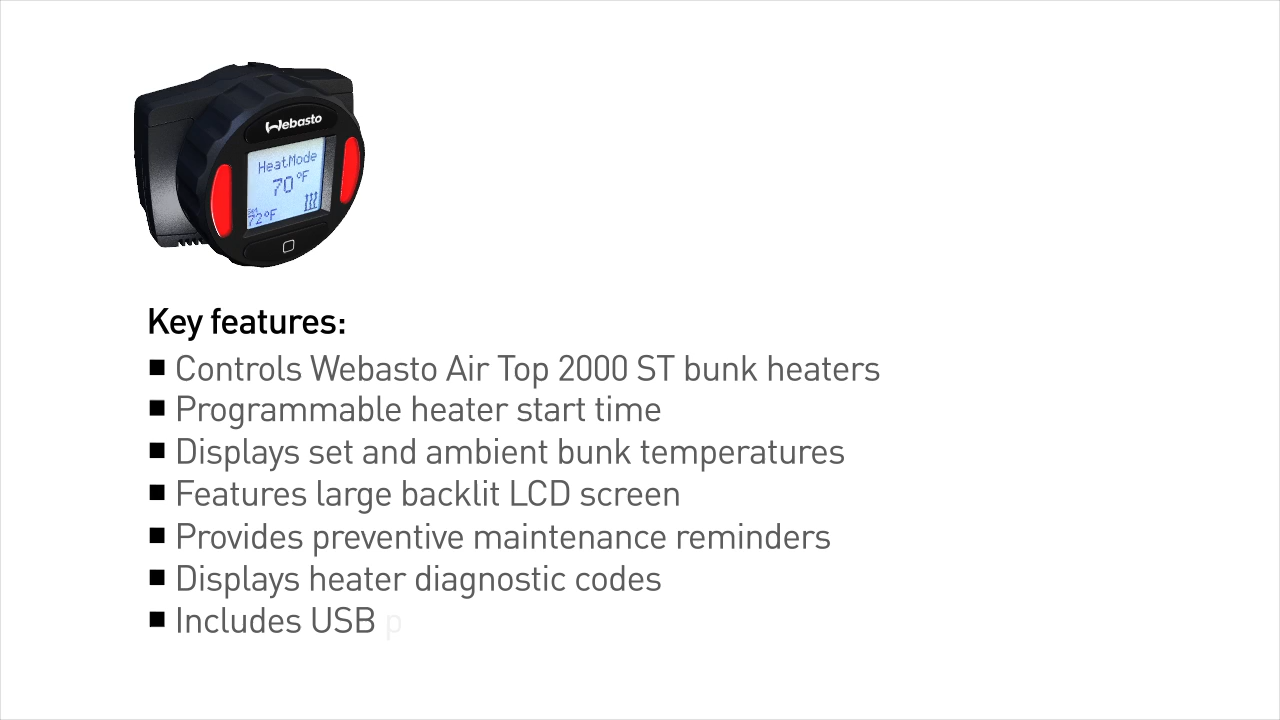 Webasto
HeatMode
70°F
72°F
Key features:
■ Controls Webasto Air Top 2000 ST bunk heaters
■ Programmable heater start time
■ Displays set and ambient bunk temperatures
■ Features large backlit LCD screen
■ Provides preventive maintenance reminders
■ Displays heater diagnostic codes
■ Includes USB p